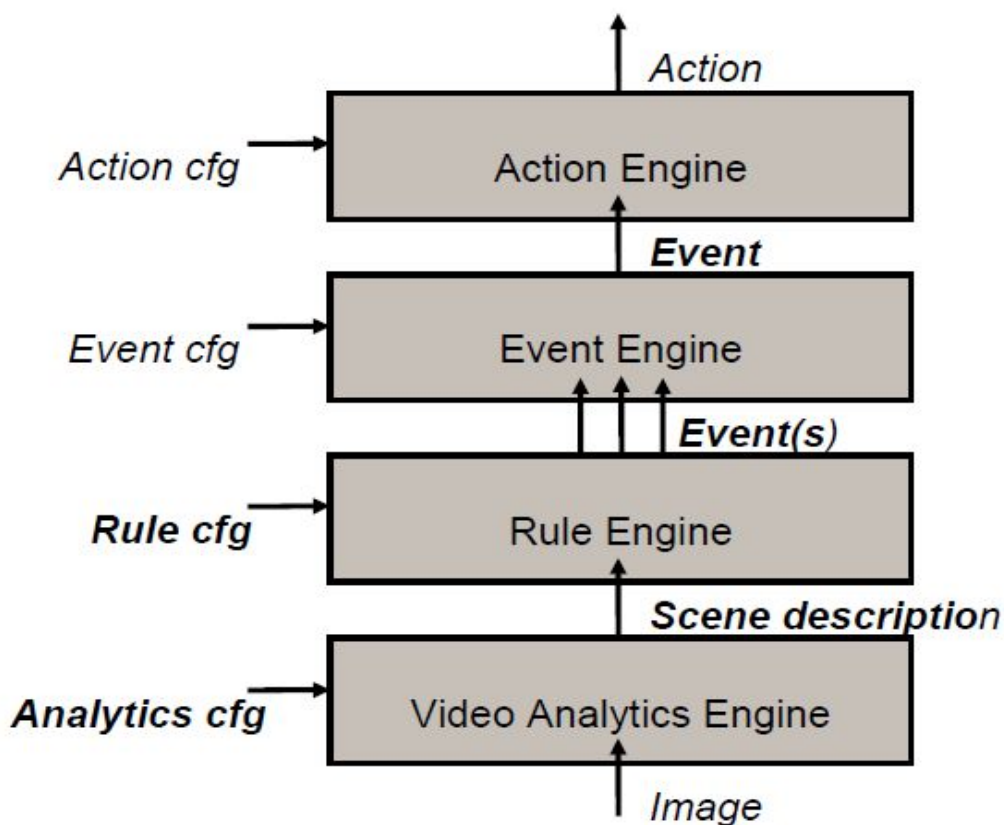 Action
Action cfg
Action Engine
Event
Event cfg
Event Engine
Event(s)
Rule cfg
Rule Engine
Scene description
Analytics cfg
Video Analytics Engine
Image